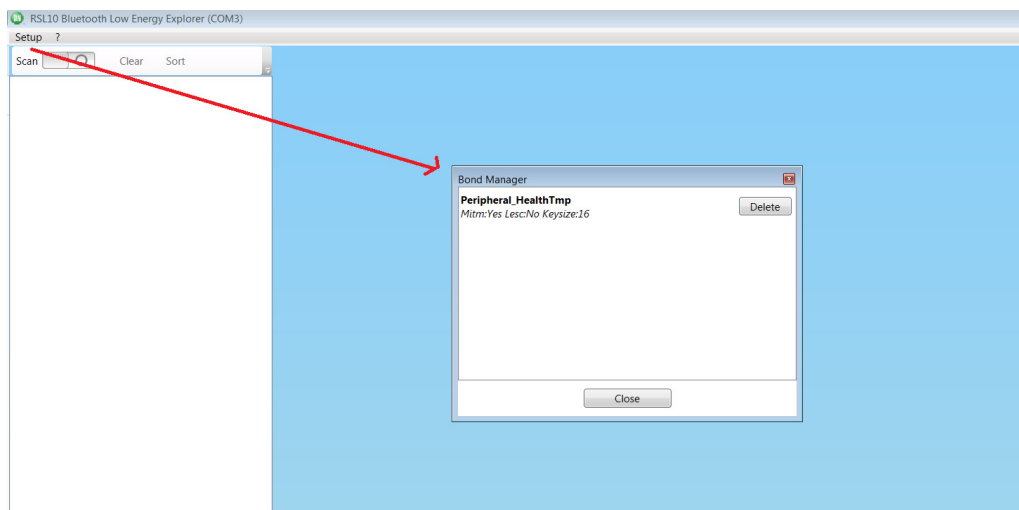 RSL10 Bluetooth Low Energy Explorer (COM3)
Setup ?
Scan Clear Sort
Bond Manager
Peripheral_HealthTmp
Mitm:Yes Lesc:No Keysize:16
Delete
Close